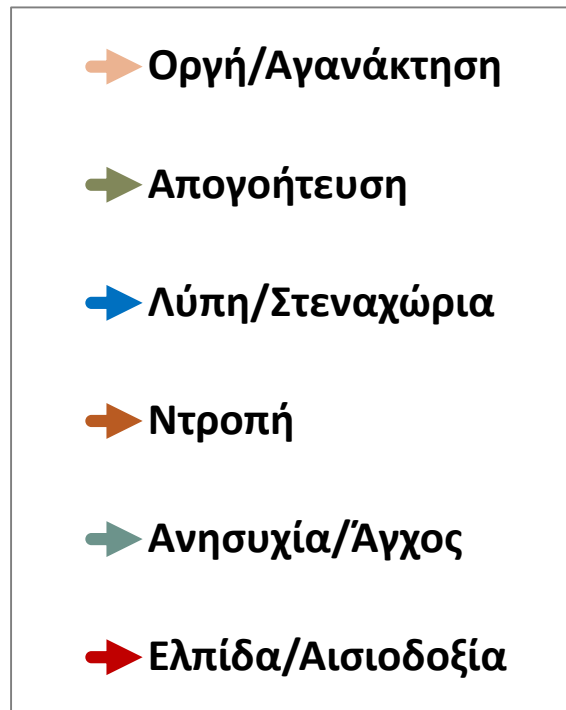 Οργή/Αγανάκτηση
Απογοήτευση
Λύπη/Στεναχώρια
Ντροπή
Ανησυχία/Άγχος
Ελπίδα/Αισιοδοξία